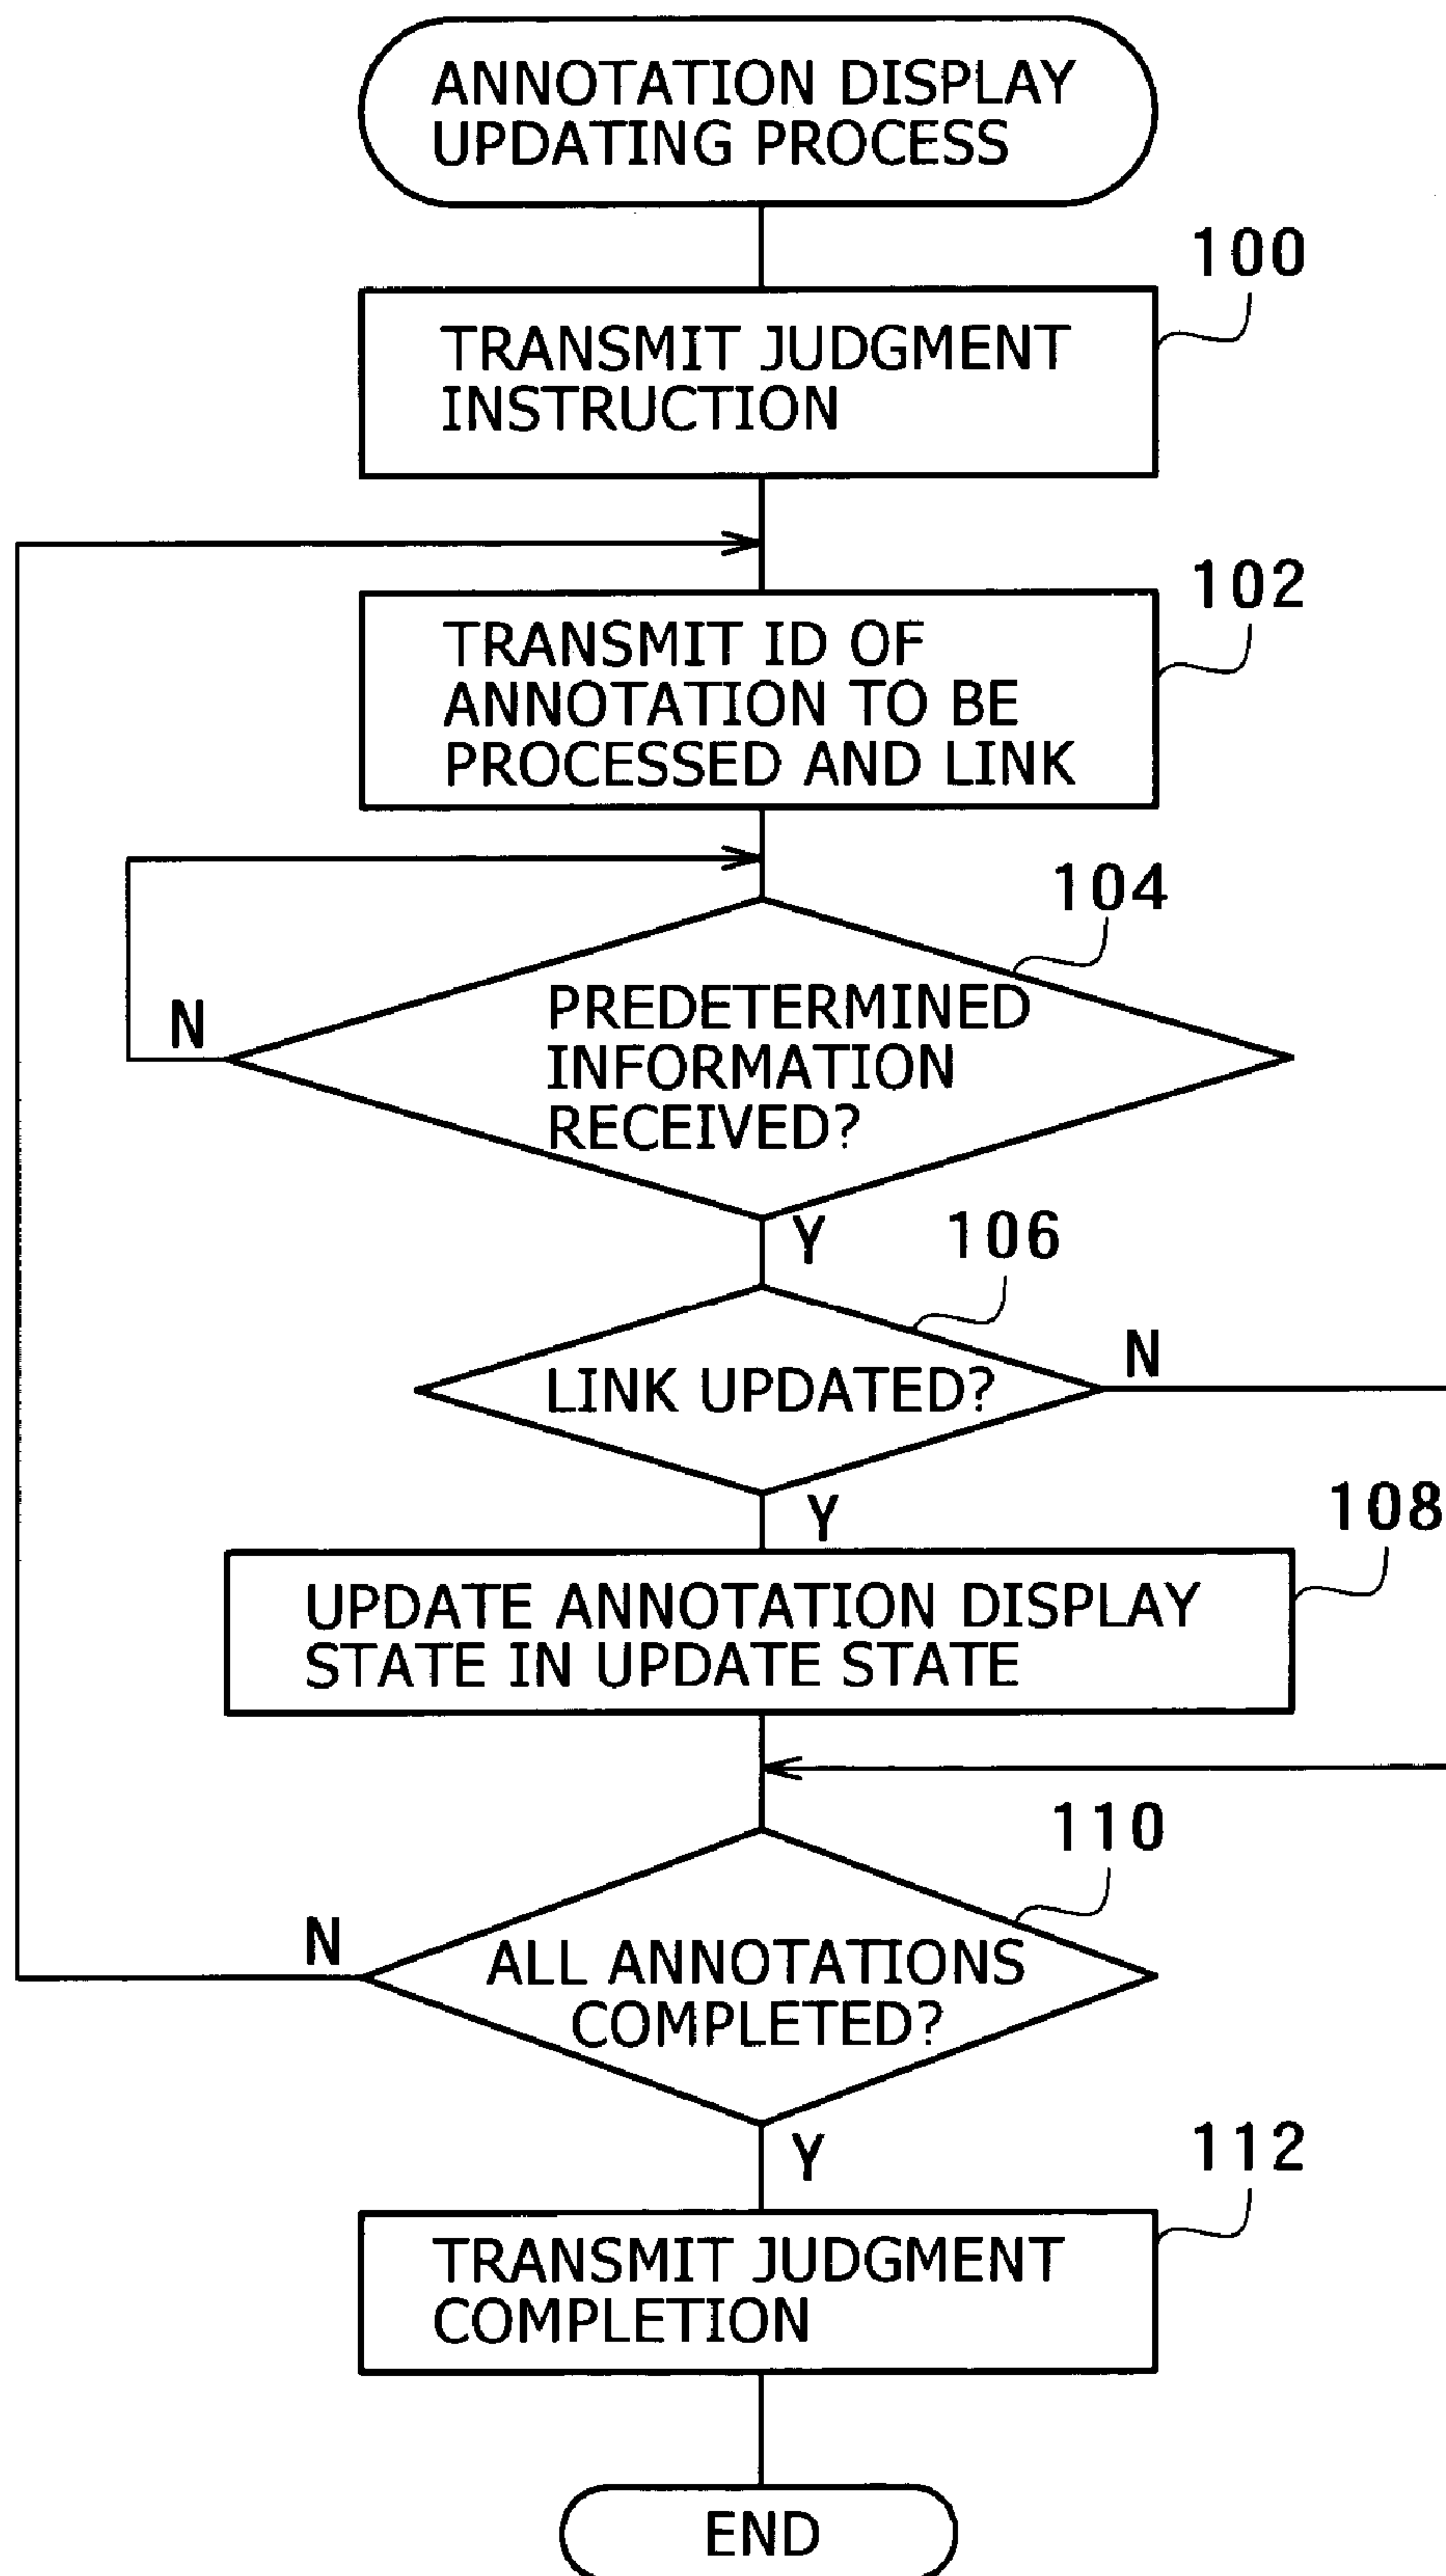 ANNOTATION DISPLAY
UPDATING PROCESS
100
TRANSMIT JUDGMENT
INSTRUCTION
102
TRANSMIT ID OF
ANNOTATION TO BE
PROCESSED AND LINK
104
N
PREDETERMINED
INFORMATION
RECEIVED?
Y
106
N
LINK UPDATED?
Y
108
UPDATE ANNOTATION DISPLAY
STATE IN UPDATE STATE
110
N
ALL ANNOTATIONS
COMPLETED?
Y
112
TRANSMIT JUDGMENT
COMPLETION
END